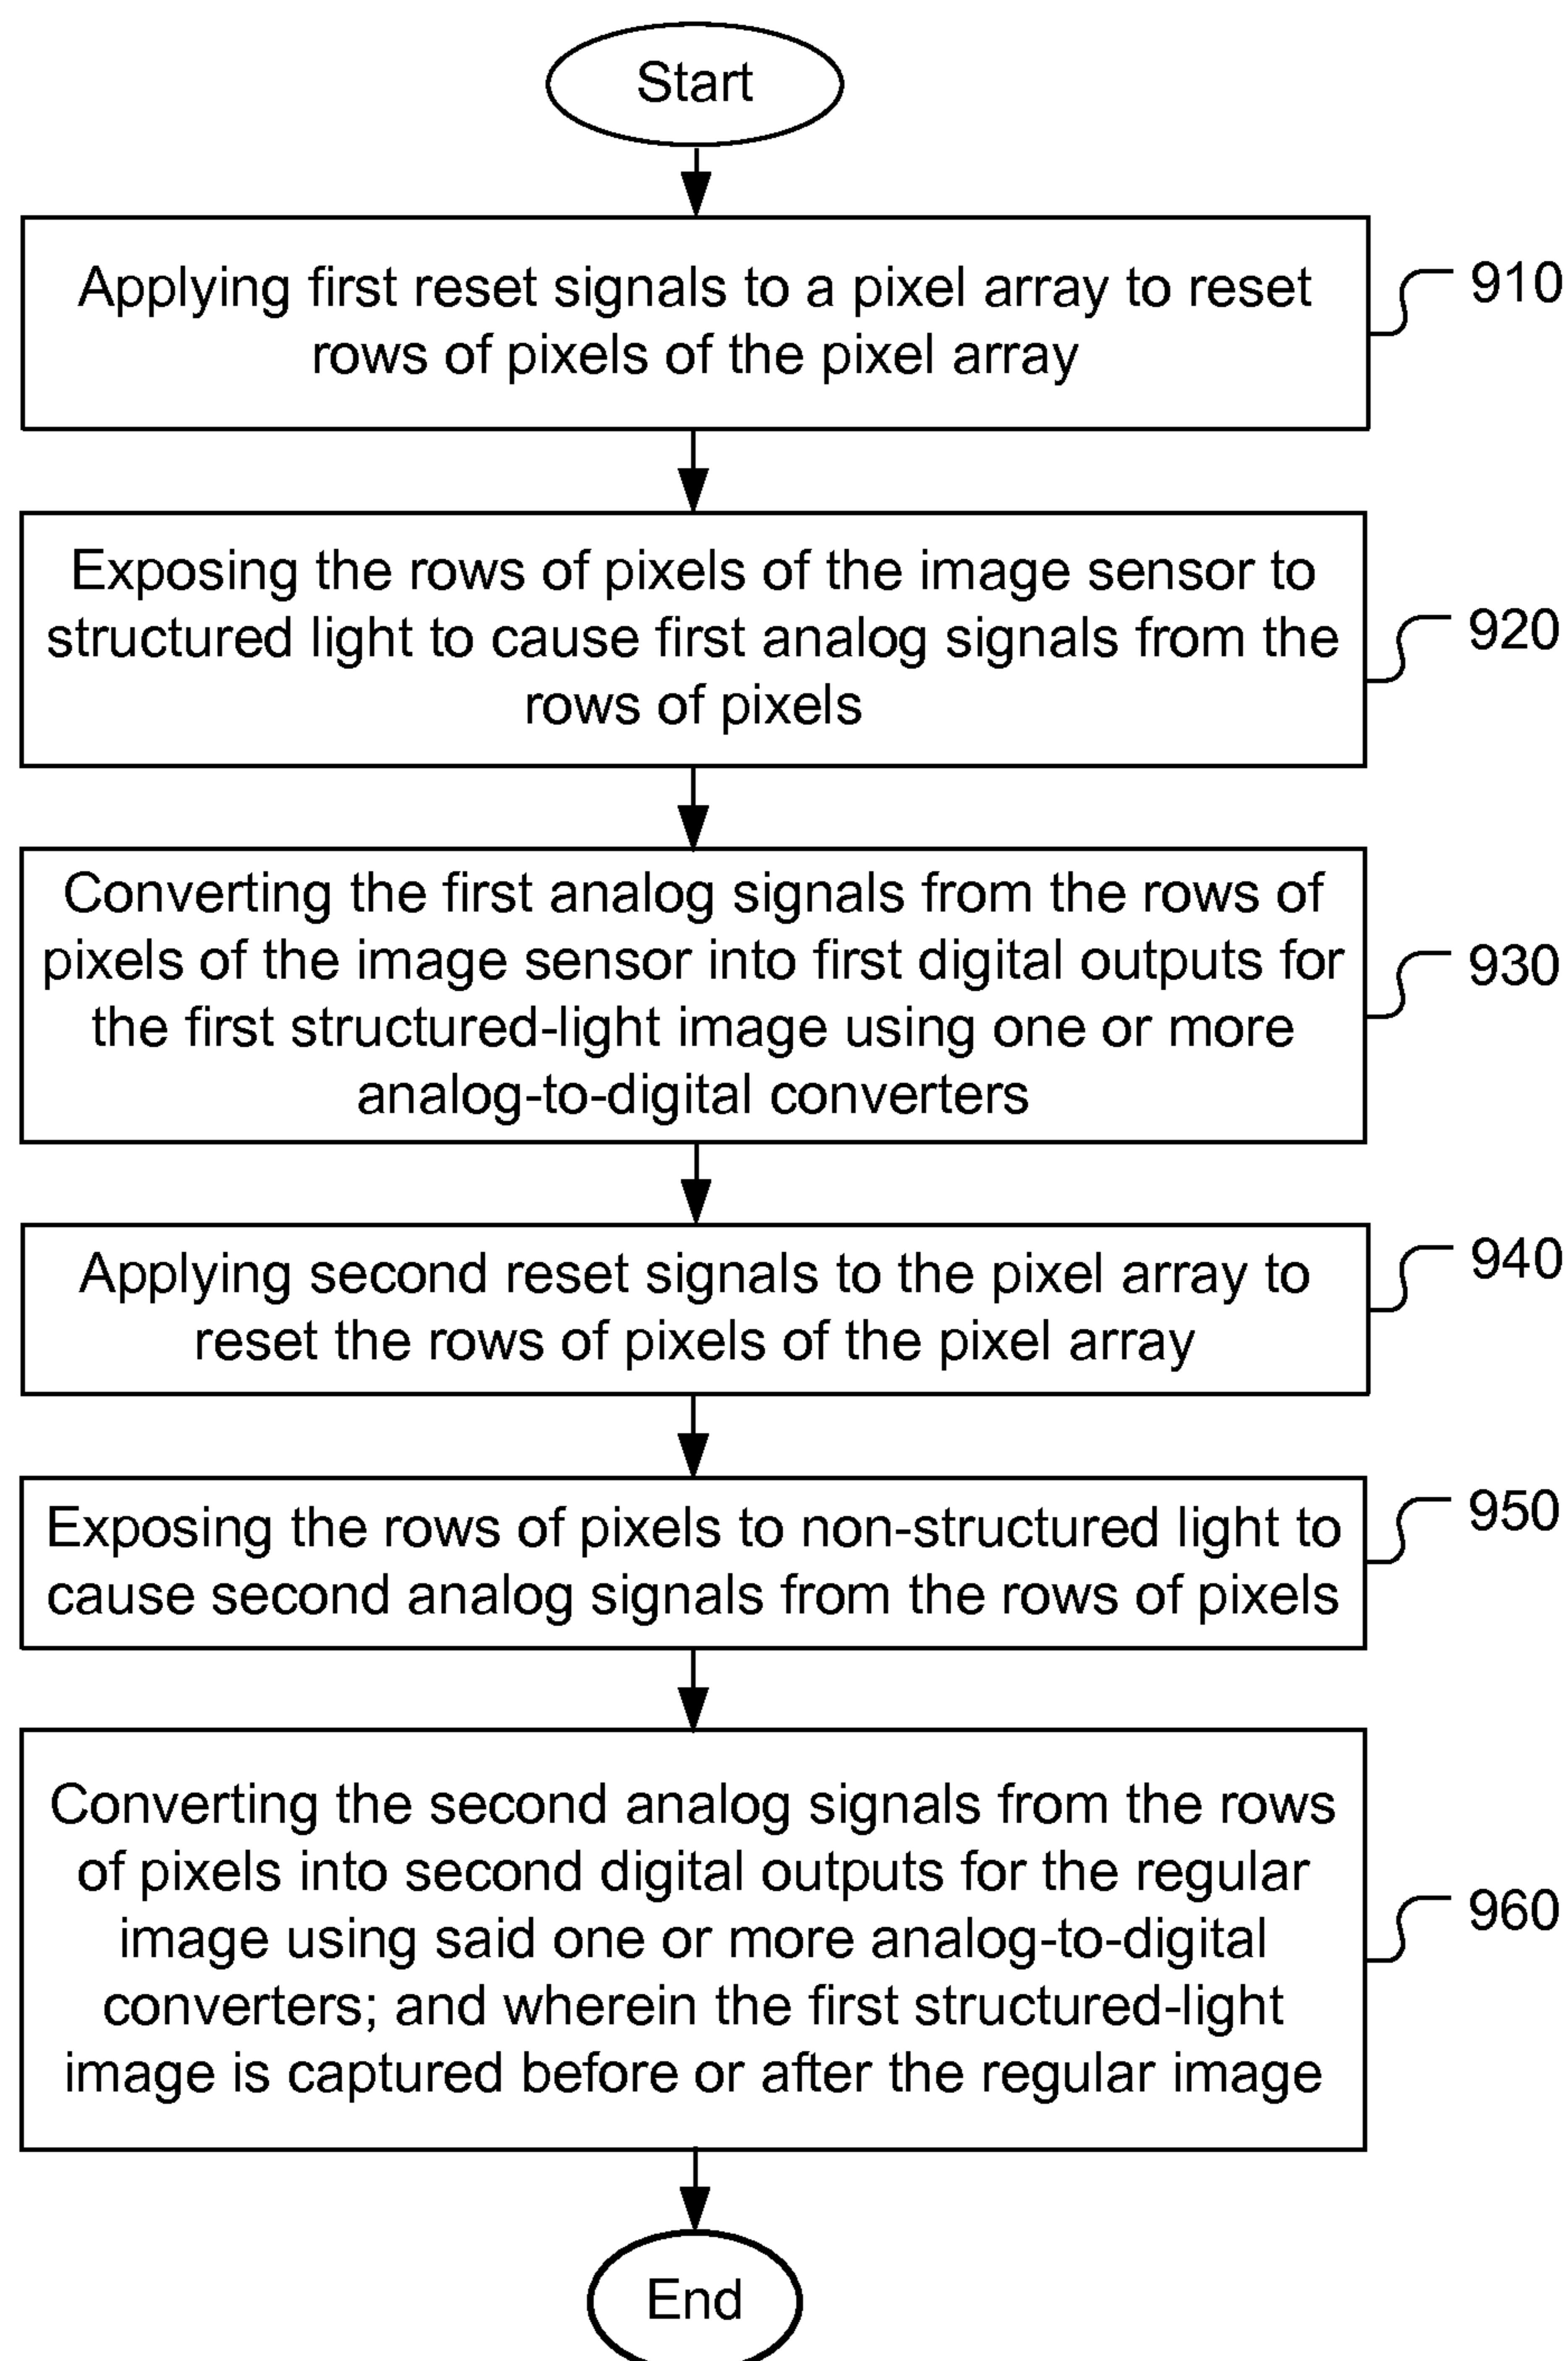 Start
Applying first reset signals to a pixel array to reset
rows of pixels of the pixel array
910
Exposing the rows of pixels of the image sensor to
structured light to cause first analog signals from the
rows of pixels
920
Converting the first analog signals from the rows of
pixels of the image sensor into first digital outputs for
the first structured-light image using one or more
analog-to-digital converters
930
Applying second reset signals to the pixel array to
reset the rows of pixels of the pixel array
940
Exposing the rows of pixels to non-structured light to
cause second analog signals from the rows of pixels
950
Converting the second analog signals from the rows
of pixels into second digital outputs for the regular
image using said one or more analog-to-digital
converters; and wherein the first structured-light
image is captured before or after the regular image
960
End